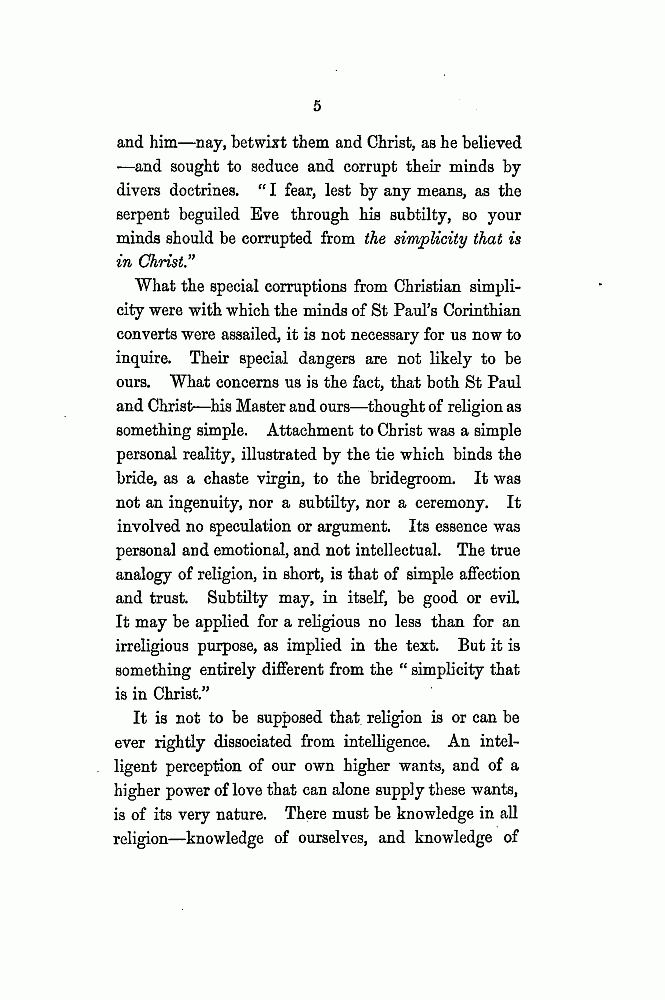 5
and him—nay, betwixt them and Christ, as he believed
—and sought to seduce and corrupt their minds by
divers doctrines. "I fear, lest by any means, as the
serpent beguiled Eve through his subtilty, so your
minds should be corrupted from the simplicity that is
in Christ."
What the special corruptions from Christian simpli-
city were with which the minds of St Paul's Corinthian
converts were assailed, it is not necessary for us now to
inquire. Their special dangers are not likely to be
ours. What concerns us is the fact, that both St Paul
and Christ—his Master and ours—thought of religion as
something simple. Attachment to Christ was a simple
personal reality, illustrated by the tie which binds the
bride, as a chaste virgin, to the bridegroom. It was
not an ingenuity, nor a subtilty, nor a ceremony. It
involved no speculation or argument. Its essence was
personal and emotional, and not intellectual. The true
analogy of religion, in short, is that of simple affection
and trust. Subtilty may, in itself, be good or evil.
It may be applied for a religious no less than for an
irreligious purpose, as implied in the text. But it is
something entirely different from the "simplicity that
is in Christ."
It is not to be supposed that religion is or can be
ever rightly dissociated from intelligence. An intel-
ligent perception of our own higher wants, and of a
higher power of love that can alone supply these wants,
is of its very nature. There must be knowledge in all
religion—knowledge of ourselves, and knowledge of